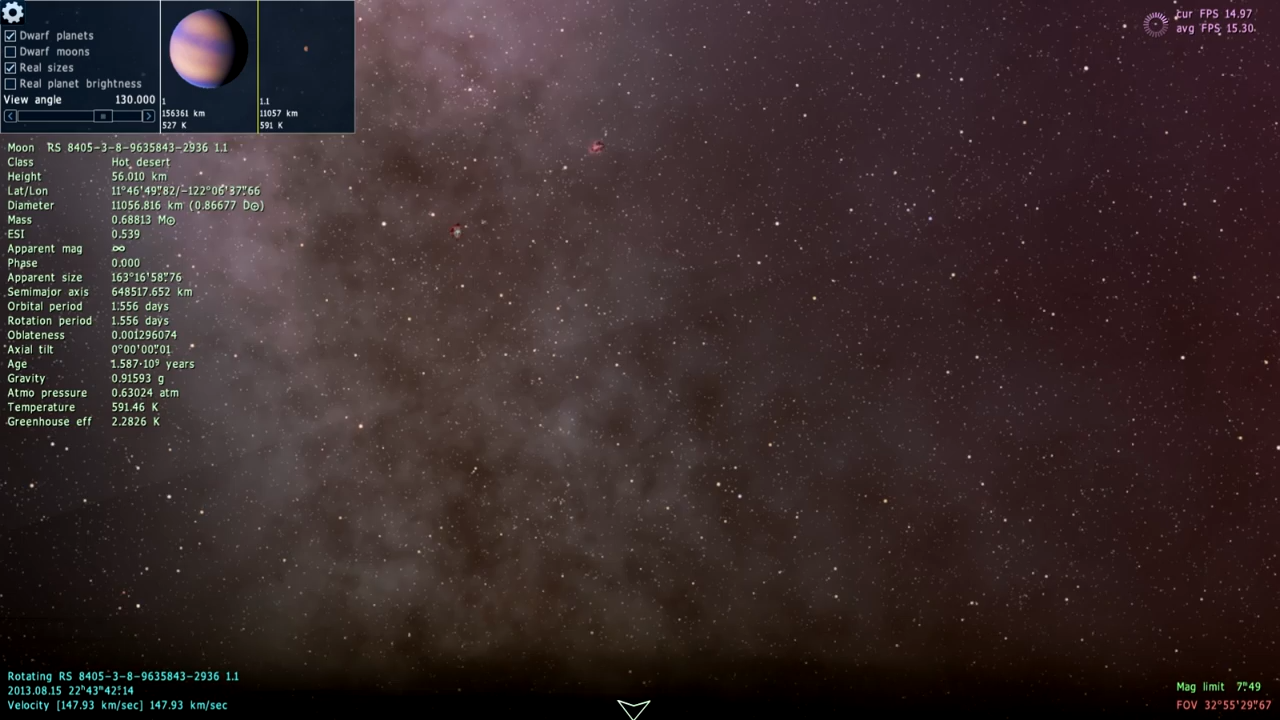 Dwarf planets
Dwarf moons
Real sizes
Real planet brightness
View angle 130.000
1
156361 km
527 K
1.1
11057 km
591 K
cur FPS 14.97
avg FPS 15.30
Moon RS 8405-3-8-9635843-2936 1.1
Class Hot desert
Height 56.010 km
Lat/Lon 11°46'49"82/-122°06'37"66
Diameter 11056.816 km (0.86677 D⊙)
Mass 0.68813 M⊙
ESI 0.539
Apparent mag ∞
Phase 0.000
Apparent size 163°16'58"76
Semimajor axis 648517.652 km
Orbital period 1.556 days
Rotation period 1.556 days
Oblateness 0.001296074
Axial tilt 0°00'00"01
Age 1.587·10⁹ years
Gravity 0.91593 g
Atmo pressure 0.63024 atm
Temperature 591.46 K
Greenhouse eff 2.2826 K
Rotating RS 8405-3-8-9635843-2936 1.1
2013.08.15 22ʰ43ᵐ42ˢ14
Velocity [147.93 km/sec] 147.93 km/sec
Mag limit 7ᵐ49
FOV 32°55'29"67